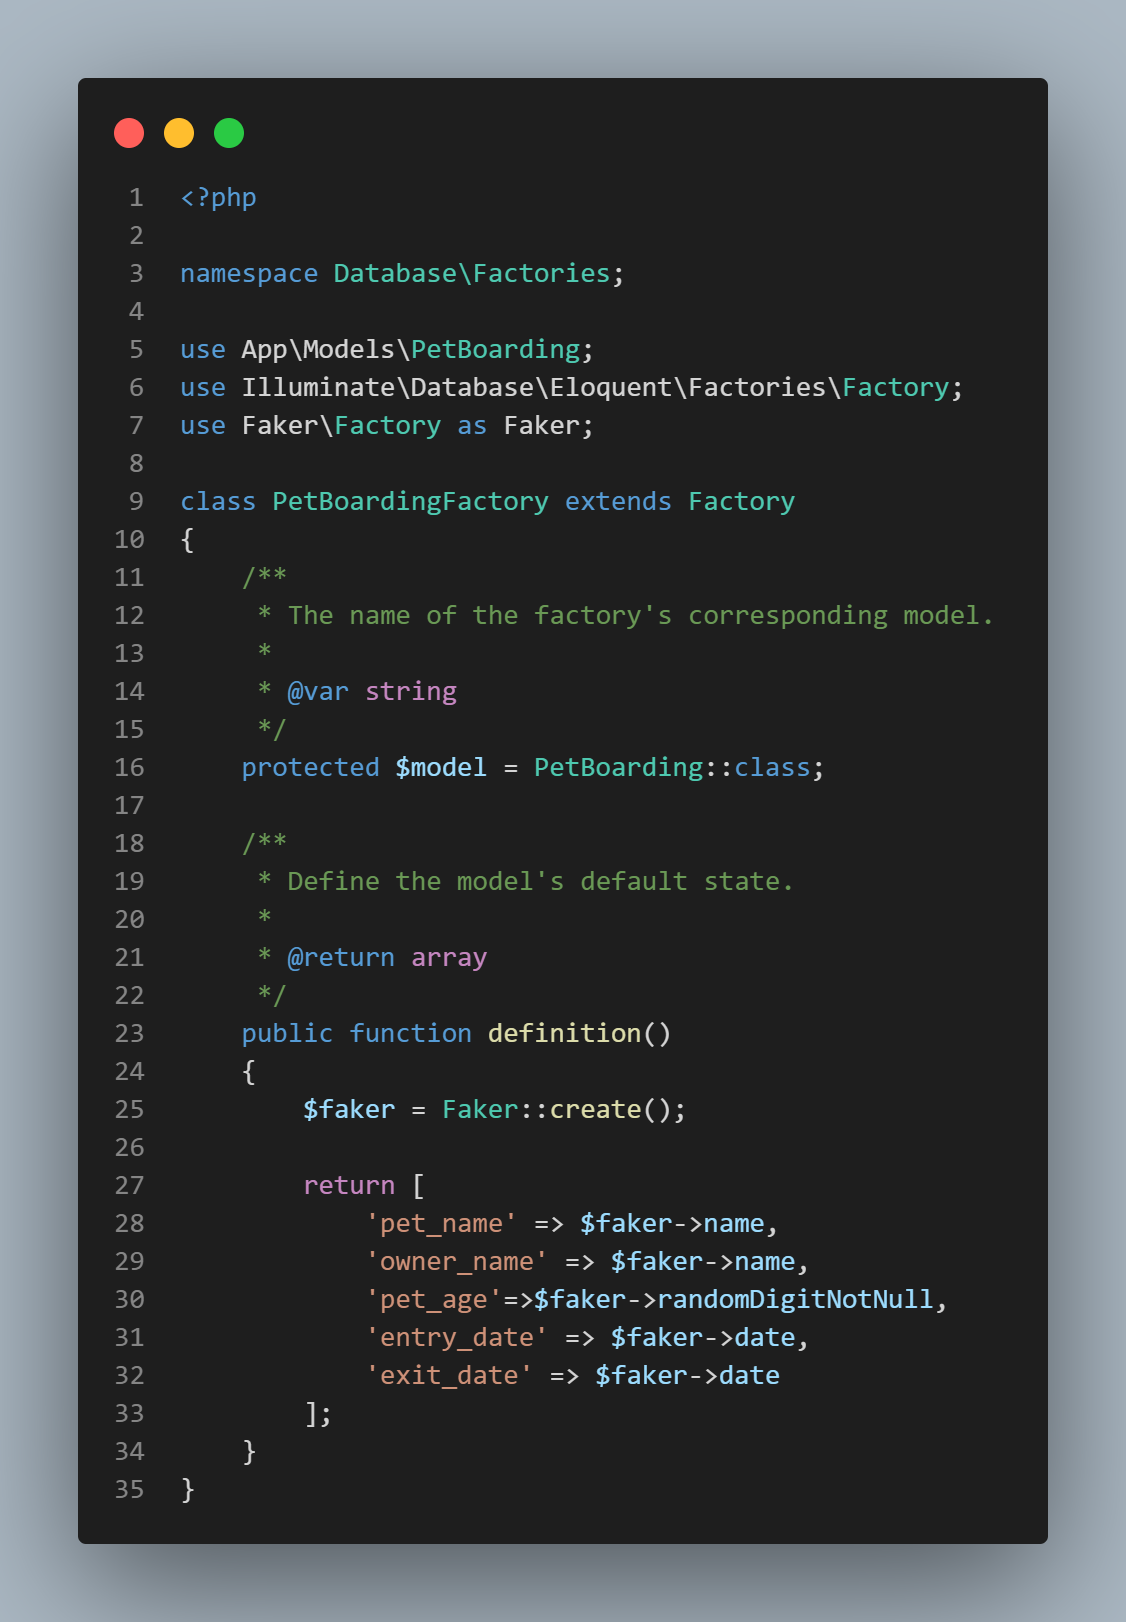 1 <?php
2
3 namespace Database\Factories;
4
5 use App\Models\PetBoarding;
6 use Illuminate\Database\Eloquent\Factories\Factory;
7 use Faker\Factory as Faker;
8
9 class PetBoardingFactory extends Factory
10 {
11     /**
12      * The name of the factory's corresponding model.
13      *
14      * @var string
15      */
16     protected $model = PetBoarding::class;
17
18     /**
19      * Define the model's default state.
20      *
21      * @return array
22      */
23     public function definition()
24     {
25         $faker = Faker::create();
26
27         return [
28             'pet_name' => $faker->name,
29             'owner_name' => $faker->name,
30             'pet_age'=>$faker->randomDigitNotNull,
31             'entry_date' => $faker->date,
32             'exit_date' => $faker->date
33         ];
34     }
35 }